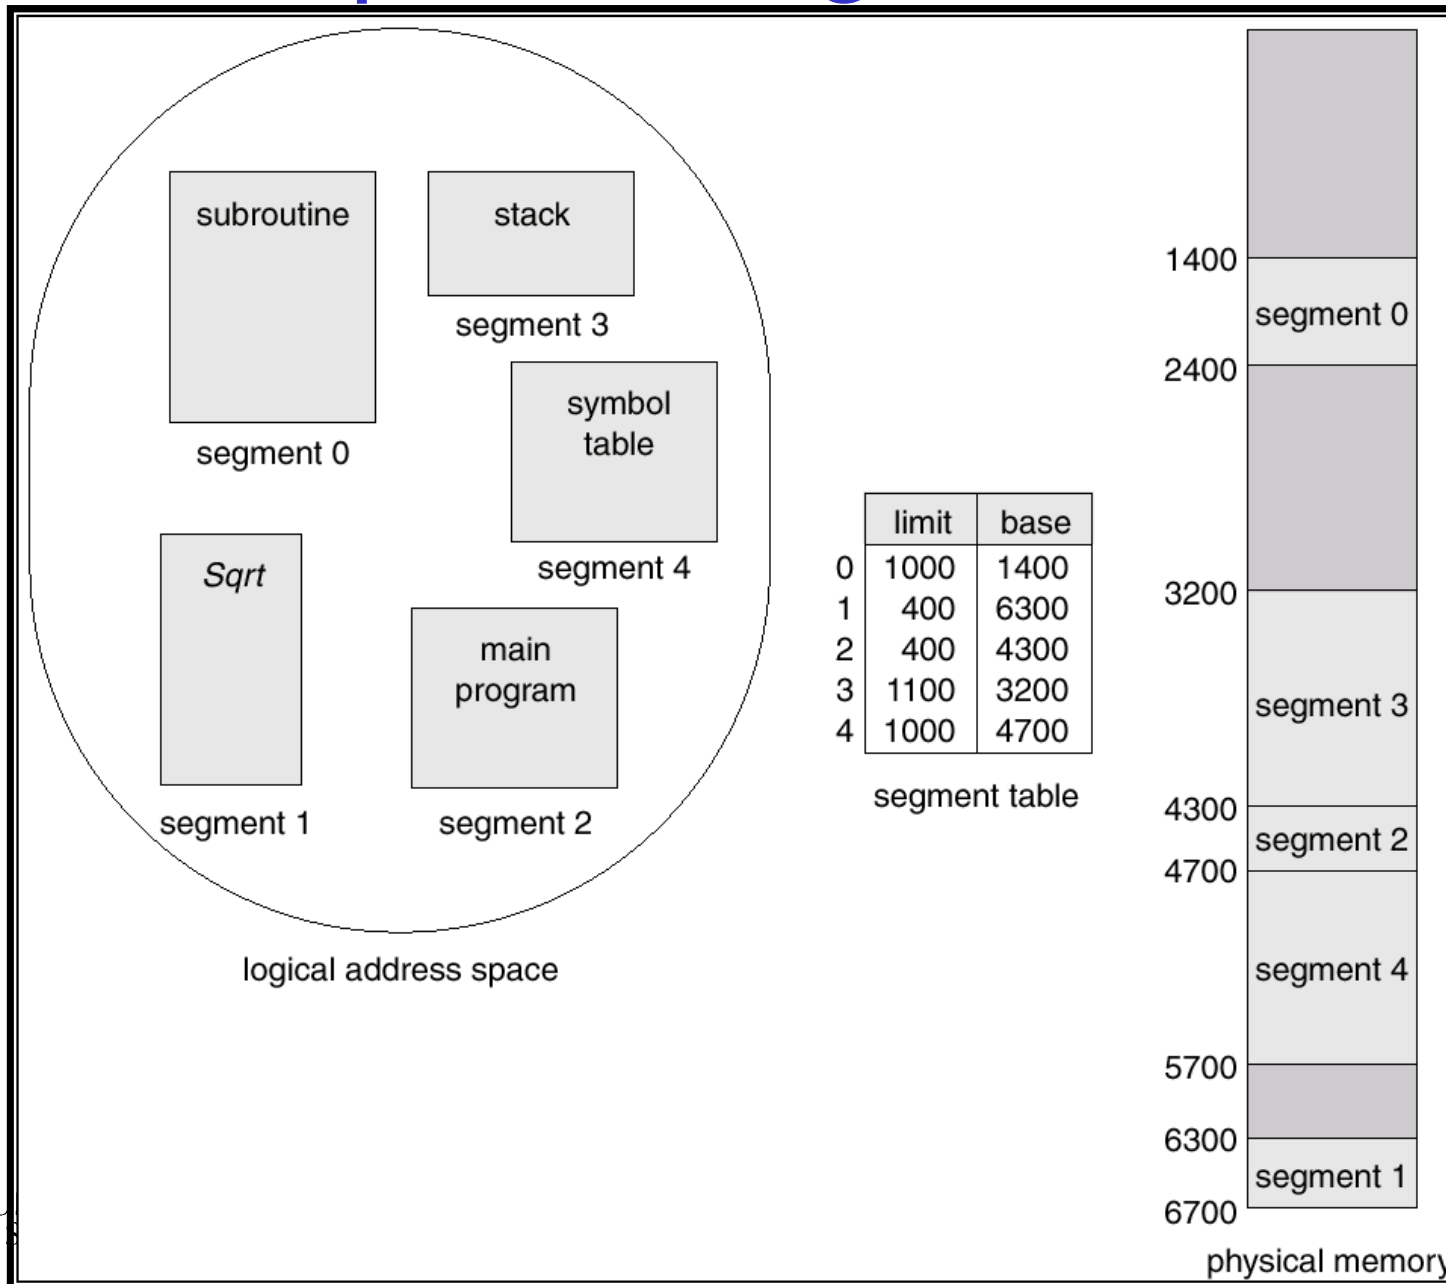 subroutine
segment 0
stack
segment 3
symbol
table
segment 4
Sqrt
segment 1
main
program
segment 2
logical address space
limit base
0 1000 1400
1 400 6300
2 400 4300
3 1100 3200
4 1000 4700
segment table
1400
segment 0
2400
3200
segment 3
4300
segment 2
4700
segment 4
5700
6300
segment 1
6700
physical memory